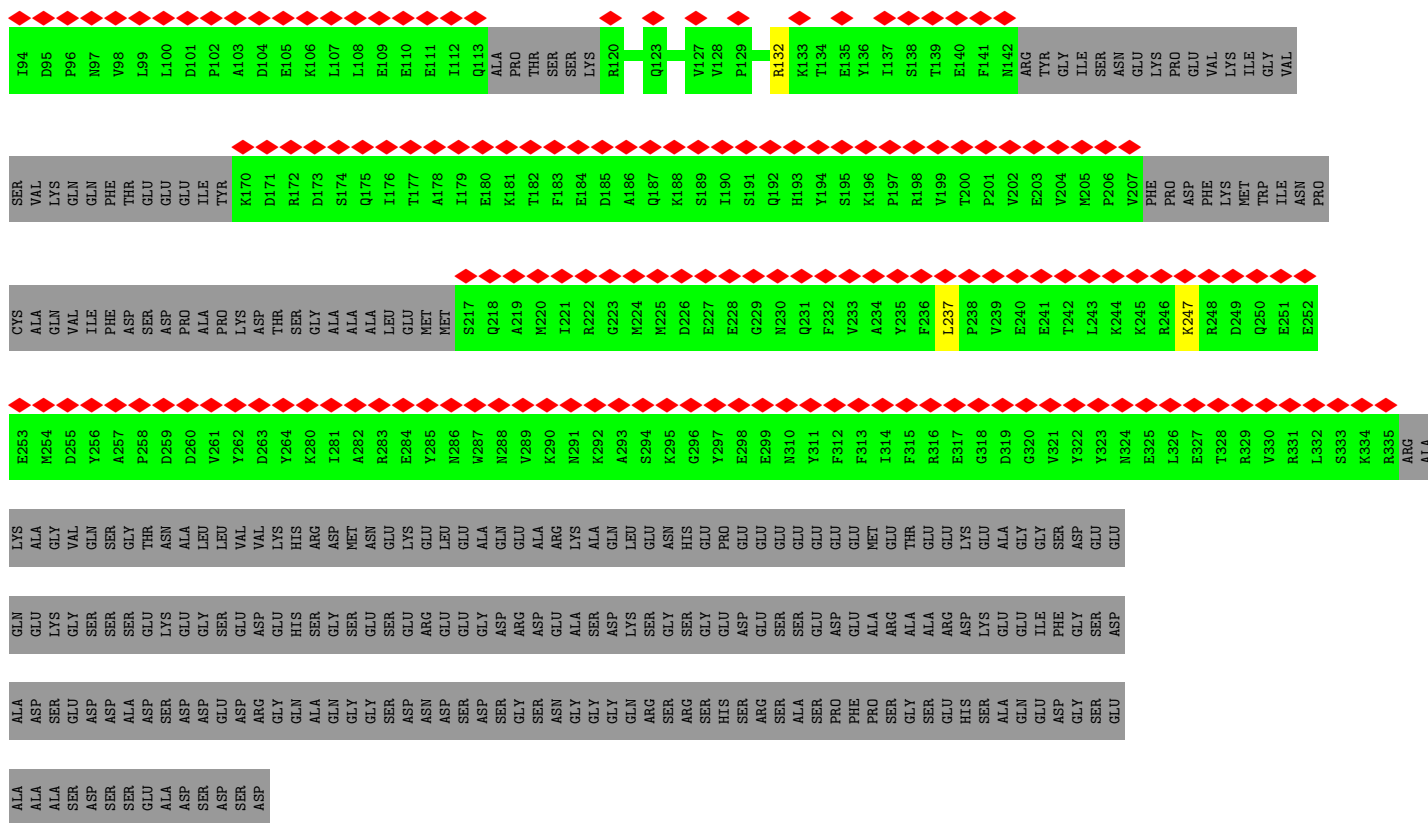 I94 D95 P96 N97 V98 L99 L100 D101 P102 A103 D104 E105 K106 L107 L108 E109 E110 E111 I112 Q113 ALA PRO THR SER SER LYS R120 Q123 V127 V128 P129 R132 K133 T134 E135 Y136 I137 S138 T139 E140 F141 N142 ARG TYR GLY ILE SER ASN GLU LYS PRO GLU VAL LYS ILE GLY VAL
SER VAL LYS GLN GLN PHE THR GLU GLU GLU ILE TYR K170 D171 R172 D173 S174 Q175 I176 T177 A178 I179 E180 K181 T182 F183 E184 D185 A186 Q187 K188 S189 I190 S191 Q192 H193 Y194 S195 K196 P197 R198 V199 T200 P201 V202 E203 V204 M205 P206 V207 PHE PRO ASP PHE LYS MET TRP ILE ASN PRO
CYS ALA GLN VAL ILE PHE ASP SER ASP PRO ALA PRO LYS ASP THR SER GLY ALA ALA ALA LEU GLU MET MET S217 Q218 A219 M220 I221 R222 G223 M224 M225 D226 E227 E228 G229 N230 Q231 F232 V233 A234 Y235 F236 L237 P238 V239 E240 E241 T242 L243 K244 K245 R246 K247 R248 D249 Q250 E251 E252
E253 M254 D255 Y256 A257 P258 D259 D260 V261 Y262 D263 Y264 K280 I281 A282 R283 E284 Y285 N286 W287 N288 V289 K290 N291 K292 A293 S294 K295 G296 Y297 E298 E299 N310 Y311 F312 F313 I314 F315 R316 E317 G318 D319 G320 V321 Y322 Y323 N324 E325 L326 E327 T328 R329 V330 R331 L332 S333 K334 R335 ARG ALA
LYS ALA GLY VAL GLN SER GLY THR ASN ALA LEU LEU VAL VAL LYS HIS ARG ASP MET ASN GLU LYS GLU LEU GLU ALA GLN GLU ALA ARG LYS ALA GLN LEU GLU ASN HIS GLU PRO GLU GLU GLU GLU GLU GLU GLU MET GLU THR GLU GLU LYS GLU ALA GLY GLY SER ASP GLU GLU
GLN GLU LYS GLY SER SER SER GLU LYS GLU GLY SER GLU ASP GLU HIS SER GLY SER GLU SER GLU ARG GLU GLU GLY ASP ARG ASP GLU ALA SER ASP LYS SER GLY SER GLY GLU ASP GLU SER SER GLU ASP GLU ALA ARG ALA ALA ARG ASP LYS GLU GLU ILE PHE GLY SER ASP
ALA ASP SER GLU ASP ASP ALA ASP SER ASP ASP GLU ASP ARG GLY GLN ALA GLN GLY GLY SER ASP ASN ASP SER ASP SER GLY SER ASN GLY GLY GLY GLN ARG SER ARG SER HIS SER ARG SER ALA SER PRO PHE PRO SER GLY SER GLU HIS SER ALA GLN GLU ASP GLY SER GLU
ALA ALA ALA SER ASP SER SER GLU ALA ASP SER ASP SER ASP